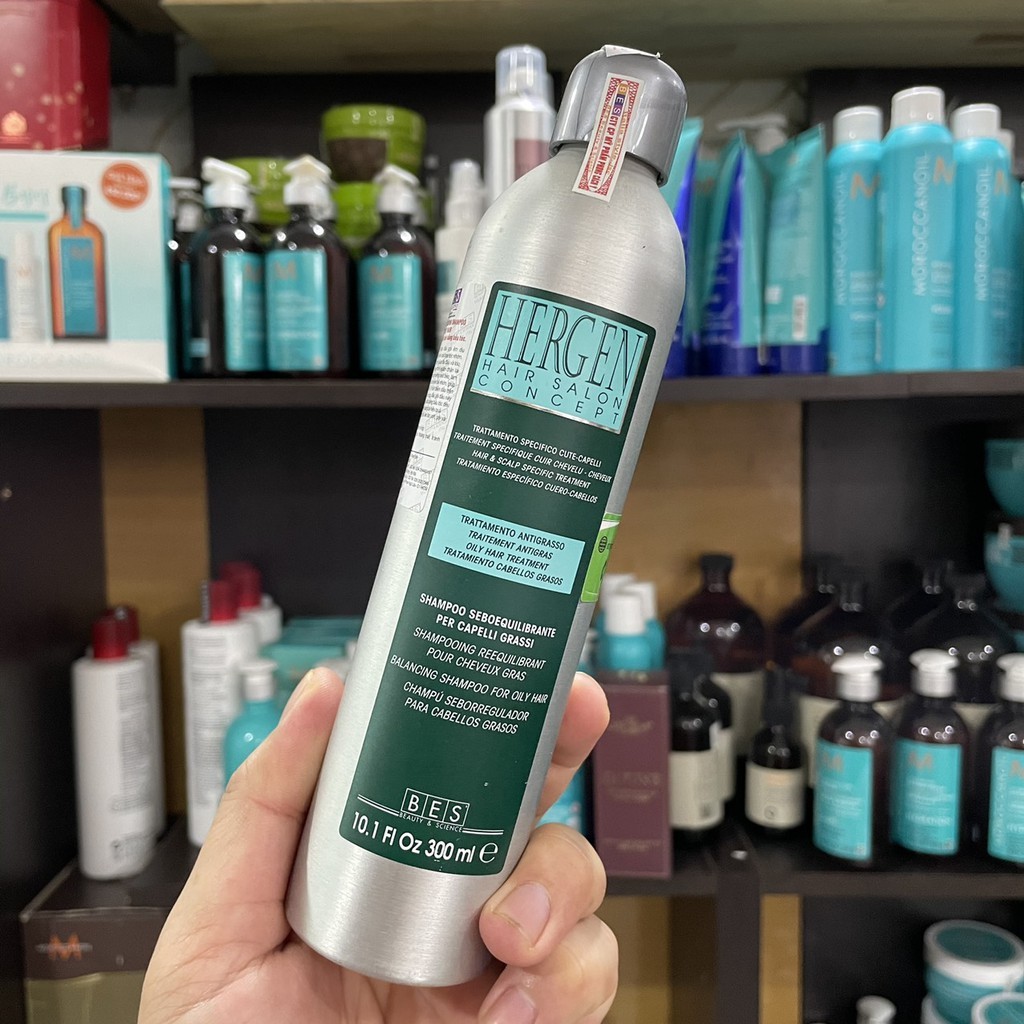 HERGEN
HAIR SALON
CONCEPT
TRATTAMENTO SPECIFICO CUTE-CAPELLI
TRAITEMENT SPECIFIQUE CUIR CHEVELU - CHEVEUX
HAIR & SCALP SPECIFIC TREATMENT
TRATAMIENTO ESPECÍFICO CUERO-CABELLOS
TRATTAMENTO ANTIGRASSO
TRAITEMENT ANTIGRAS
OILY HAIR TREATMENT
TRATAMIENTO CABELLOS GRASOS
SHAMPOO SEBOEQUILIBRANTE
PER CAPELLI GRASSI
SHAMPOOING REEQUILIBRANT
POUR CHEVEUX GRAS
BALANCING SHAMPOO FOR OILY HAIR
CHAMPÚ SEBORREGULADOR
PARA CABELLOS GRASOS
BES
BEAUTY & SCIENCE
10.1 Fl Oz 300 ml e
MOROCCANOIL
MOROCCANOIL
MOROCCANOIL